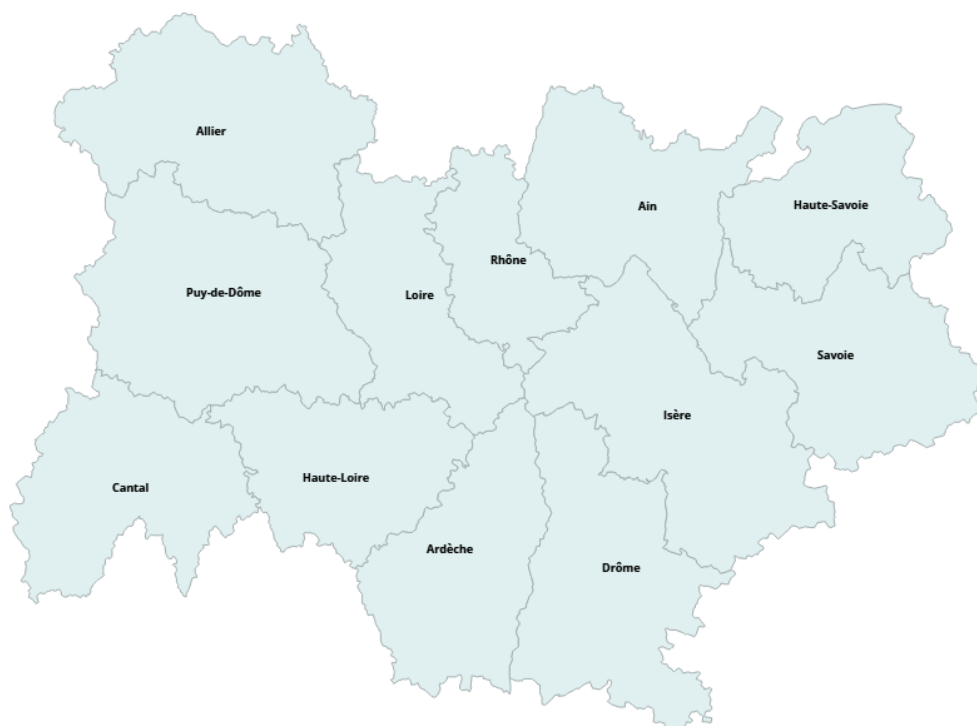 Allier
Ain
Haute-Savoie
Rhône
Puy-de-Dôme
Loire
Savoie
Isère
Haute-Loire
Cantal
Ardèche
Drôme